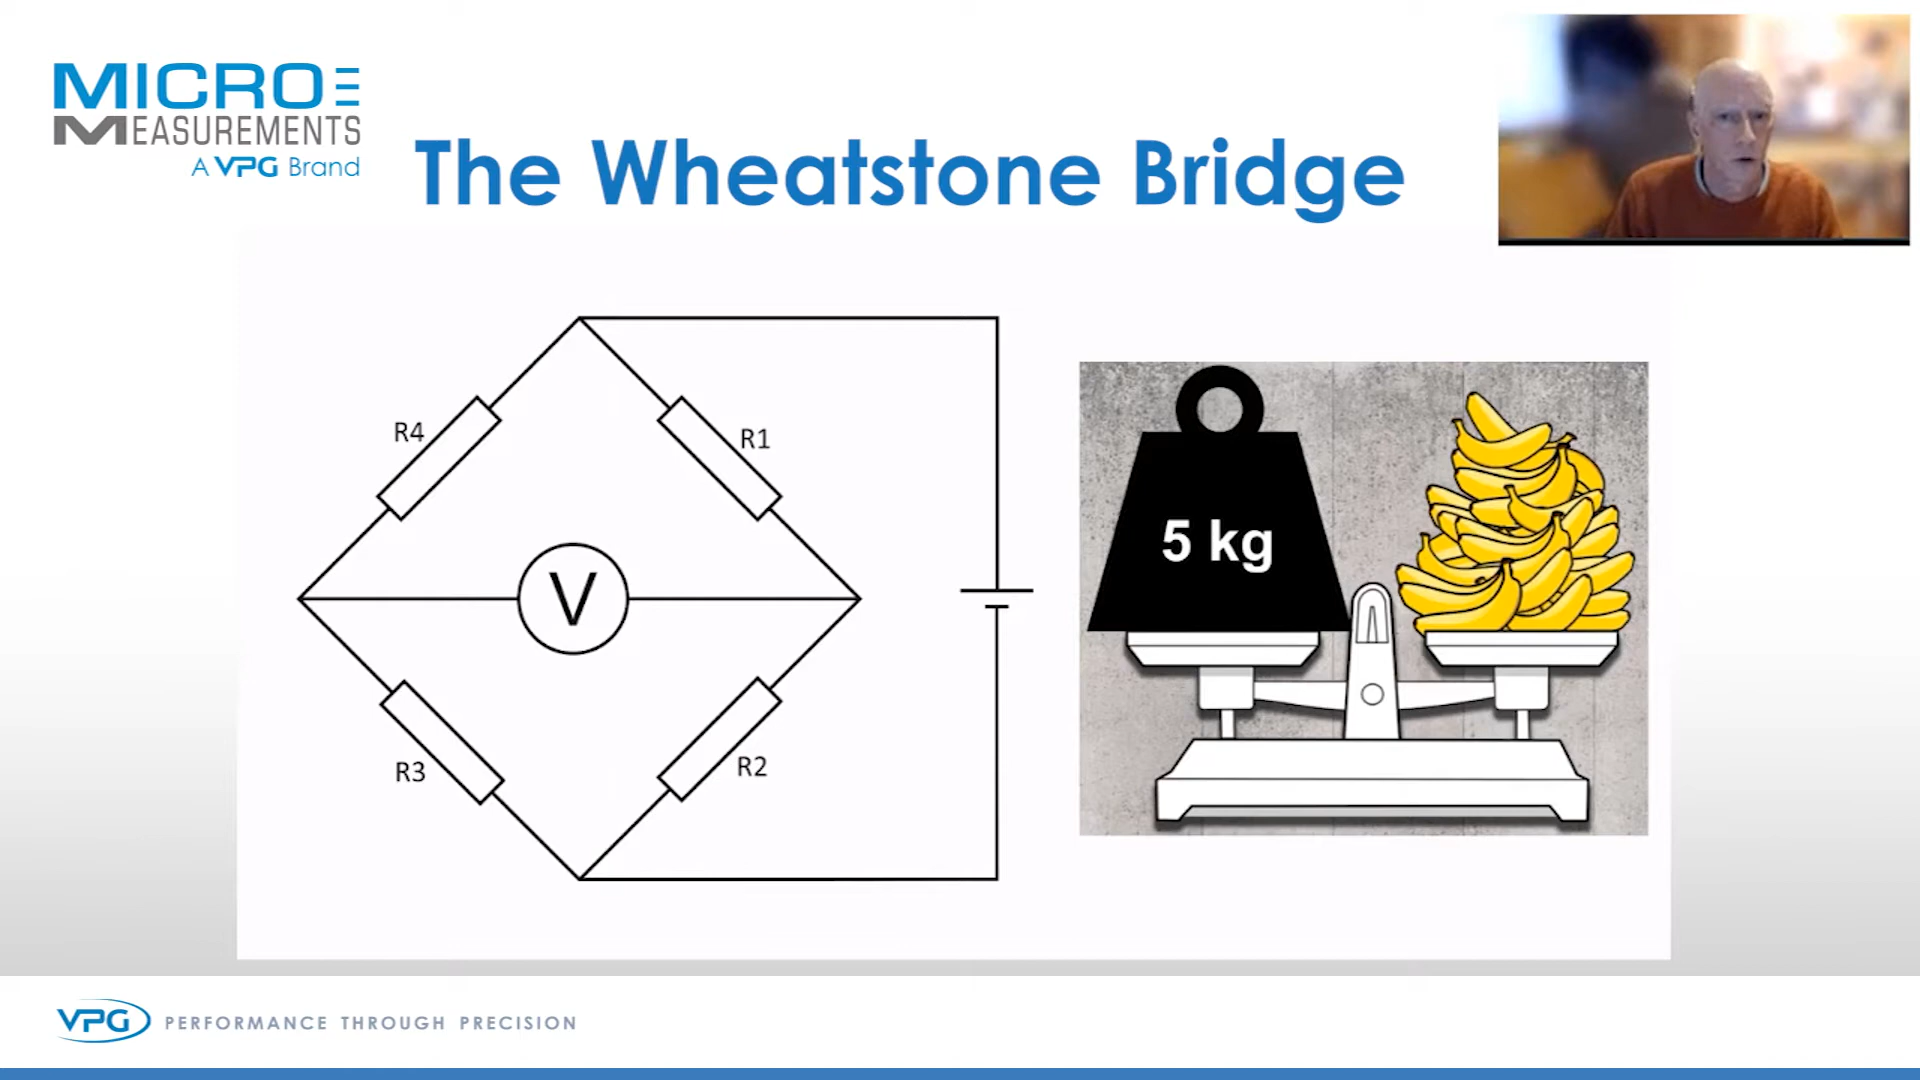 MICRO
MEASUREMENTS
A VPG Brand
The Wheatstone Bridge
R4
R1
V
R3
R2
5 kg
VPG PERFORMANCE THROUGH PRECISION